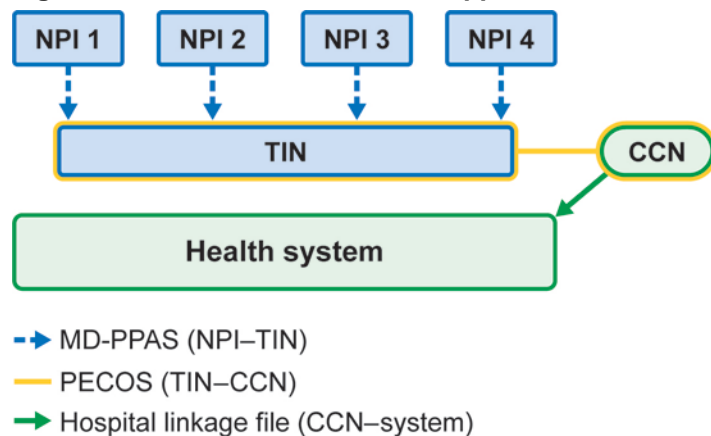 NPI 1 NPI 2 NPI 3 NPI 4
TIN CCN
Health system
MD-PPAS (NPI–TIN)
PECOS (TIN–CCN)
Hospital linkage file (CCN–system)